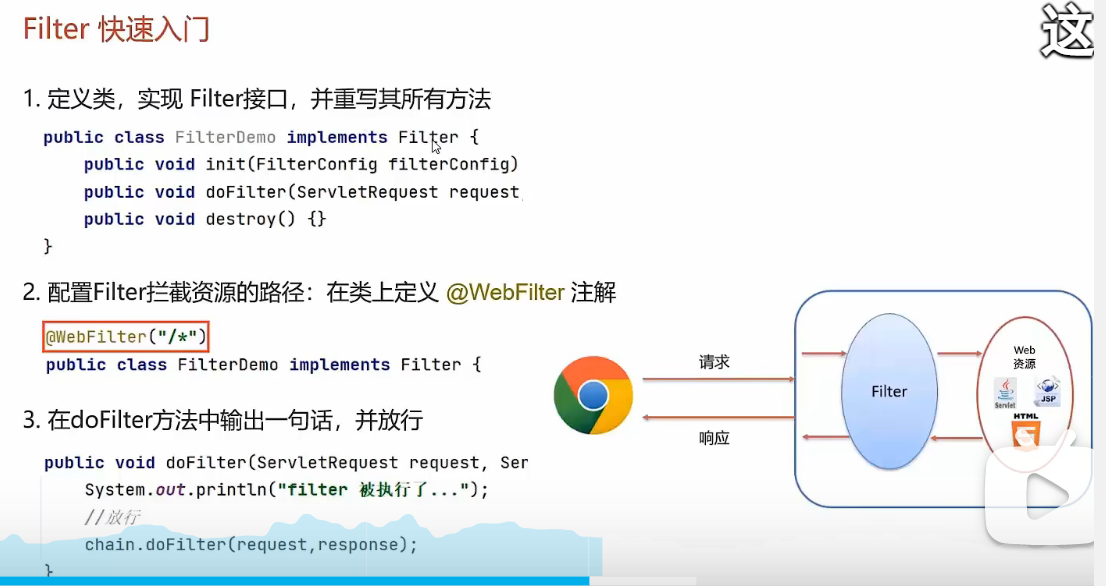 Filter 快速入门
这
1. 定义类，实现 Filter接口，并重写其所有方法
public class FilterDemo implements Filter {
public void init(FilterConfig filterConfig)
public void doFilter(ServletRequest request,
public void destroy() {}
}
2. 配置Filter拦截资源的路径：在类上定义 @WebFilter 注解
@WebFilter("/*")
public class FilterDemo implements Filter {
3. 在doFilter方法中输出一句话，并放行
public void doFilter(ServletRequest request, Ser
System.out.println("filter 被执行了...");
//放行
chain.doFilter(request,response);
}
请求
响应
Filter
Web
资源
Servlet
JSP
HTML